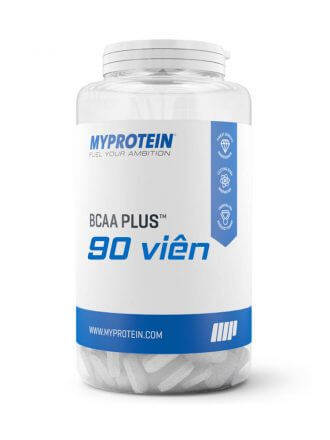 MYPROTEIN
FUEL YOUR AMBITION
BCAA PLUS™
90 viên
WWW.MYPROTEIN.COM